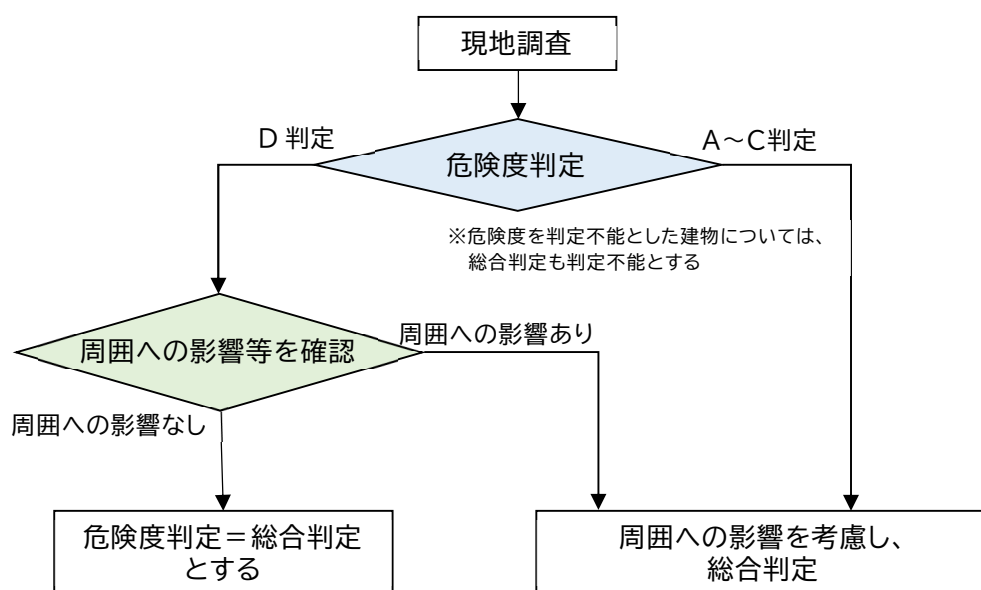 現地調査
D 判定
A～C判定
危険度判定
※危険度を判定不能とした建物については、
総合判定も判定不能とする
周囲への影響あり
周囲への影響等を確認
周囲への影響なし
危険度判定＝総合判定
とする
周囲への影響を考慮し、
総合判定